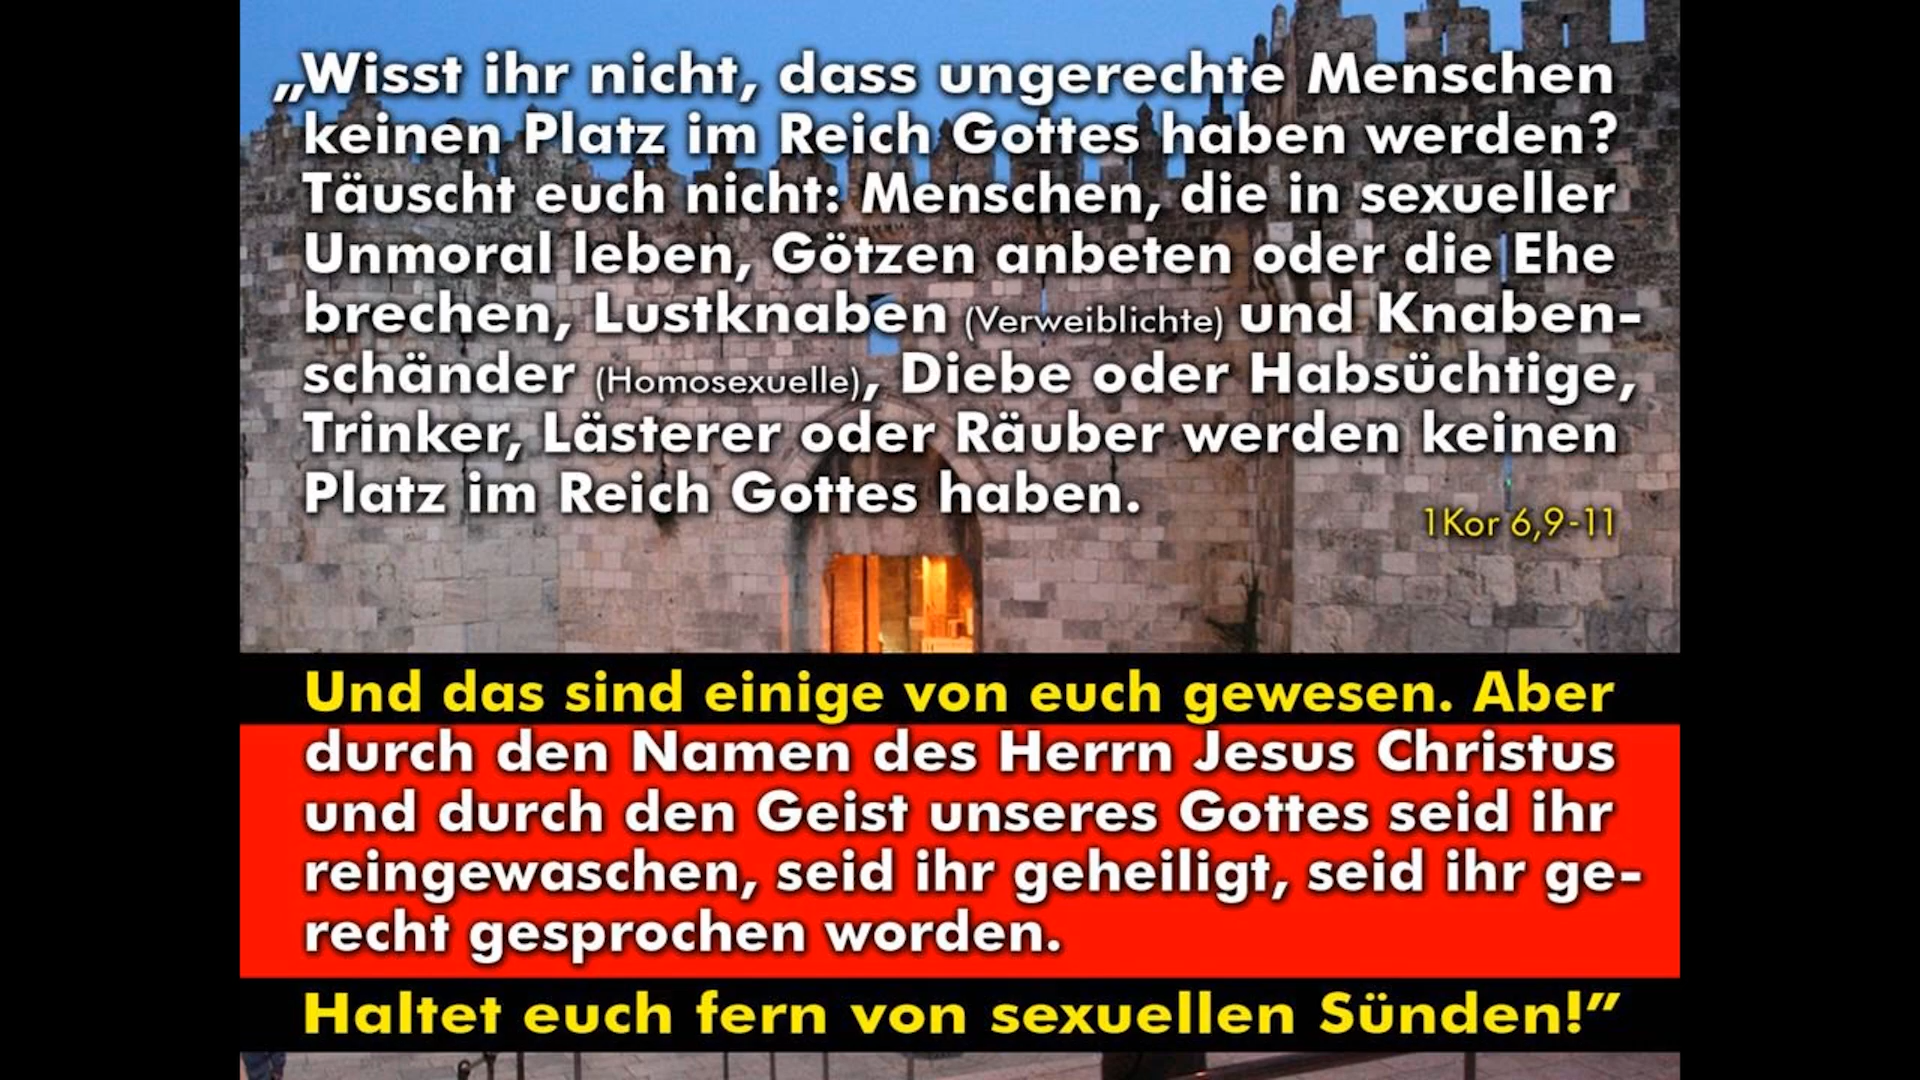 „Wisst ihr nicht, dass ungerechte Menschen
keinen Platz im Reich Gottes haben werden?
Täuscht euch nicht: Menschen, die in sexueller
Unmoral leben, Götzen anbeten oder die Ehe
brechen, Lustknaben (Verweiblichte) und Knaben-
schänder (Homosexuelle), Diebe oder Habsüchtige,
Trinker, Lästerer oder Räuber werden keinen
Platz im Reich Gottes haben.
1Kor 6,9-11
Und das sind einige von euch gewesen. Aber
durch den Namen des Herrn Jesus Christus
und durch den Geist unseres Gottes seid ihr
reingewaschen, seid ihr geheiligt, seid ihr ge-
recht gesprochen worden.
Haltet euch fern von sexuellen Sünden!”